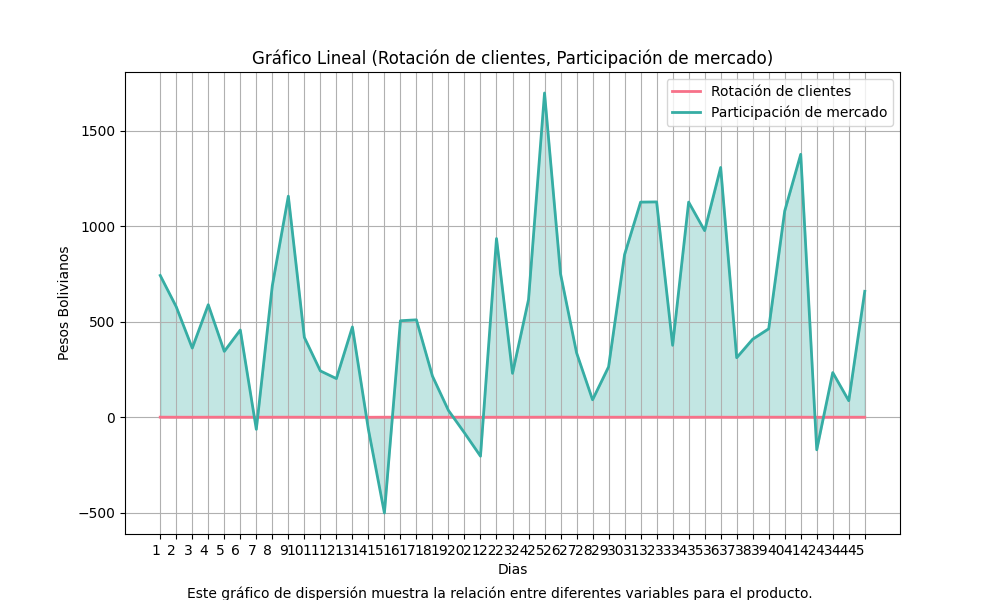 Gráfico Lineal (Rotación de clientes, Participación de mercado)
Rotación de clientes
Participación de mercado
1500
1000
500
0
−500
Pesos Bolivianos
1 2 3 4 5 6 7 8 9 10 11 12 13 14 15 16 17 18 19 20 21 22 23 24 25 26 27 28 29 30 31 32 33 34 35 36 37 38 39 40 41 42 43 44 45
Dias
Este gráfico de dispersión muestra la relación entre diferentes variables para el producto.